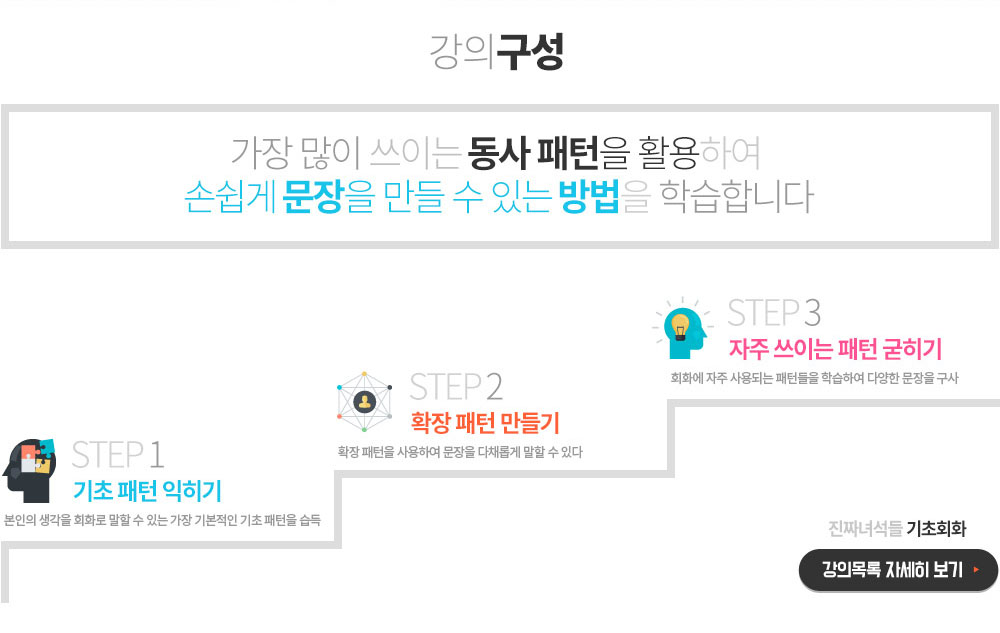 강의구성
가장 많이 쓰이는 동사 패턴을 활용하여
손쉽게 문장을 만들 수 있는 방법을 학습합니다
STEP 1
기초 패턴 익히기
본인의 생각을 회화로 말할 수 있는 가장 기본적인 기초 패턴을 습득
STEP 2
확장 패턴 만들기
확장 패턴을 사용하여 문장을 다채롭게 말할 수 있다
STEP 3
자주 쓰이는 패턴 굳히기
회화에 자주 사용되는 패턴들을 학습하여 다양한 문장을 구사
진짜녀석들 기초회화
강의목록 자세히 보기